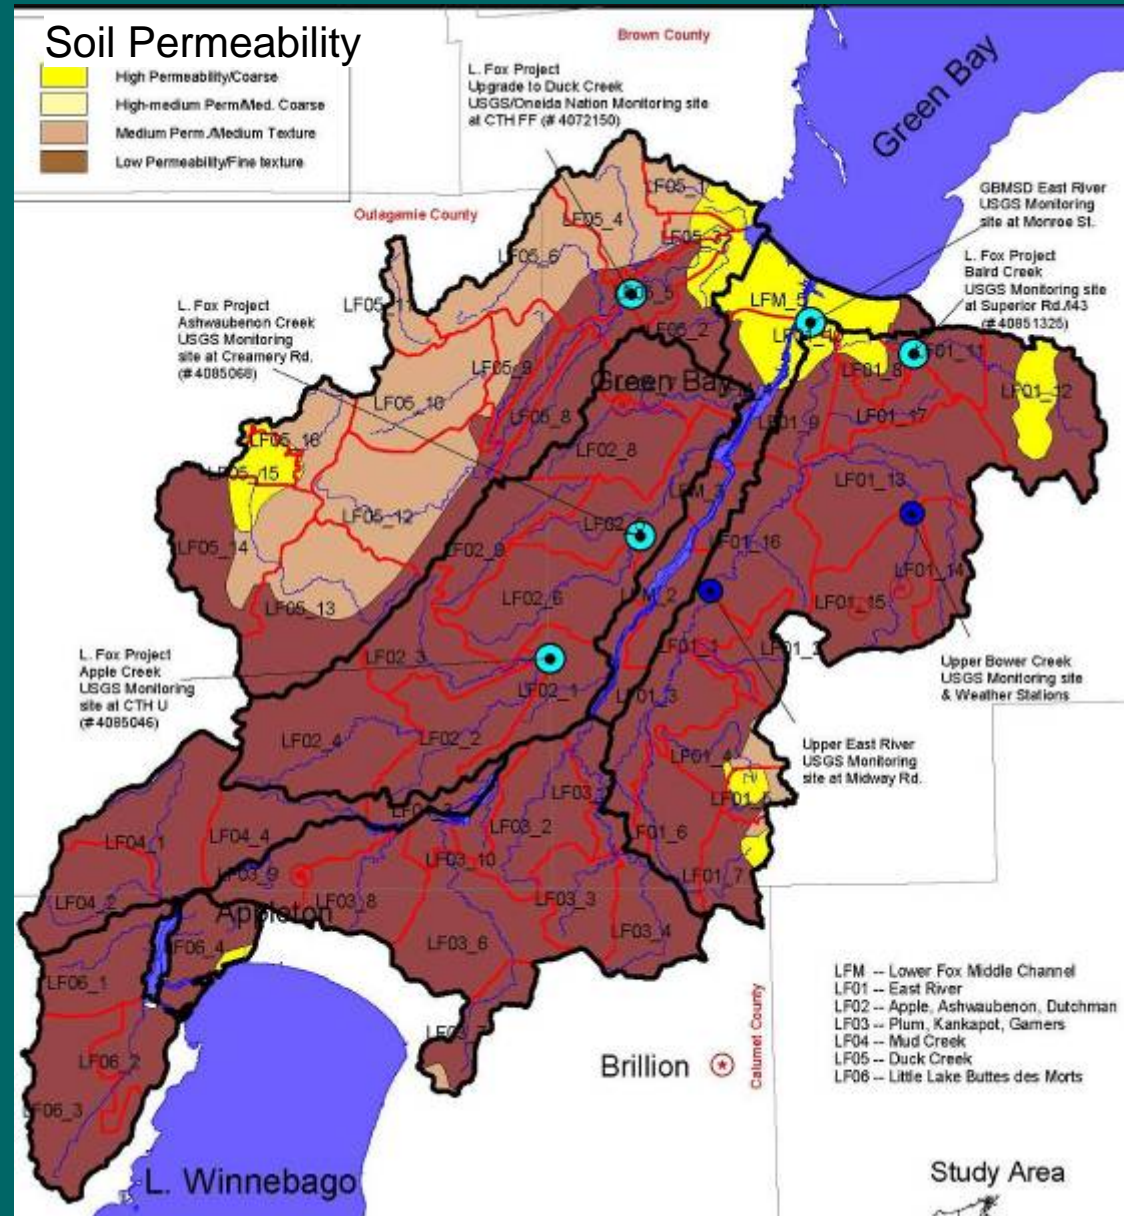 Soil Permeability
High Permeability/Coarse
High-medium Perm/Med. Coarse
Medium Perm./Medium Texture
Low Permeability/Fine texture
Brown County
L. Fox Project
Upgrade to Duck Creek
USGS/Oneida Nation Monitoring site
at CTH FF (#4072150)
Green Bay
GBMSD East River
USGS Monitoring
site at Monroe St.
L. Fox Project
Baird Creek
USGS Monitoring
site at Superior Rd./I43
(#40851325)
Outagamie County
L. Fox Project
Ashwaubenon Creek
USGS Monitoring
site at Creamery Rd.
(#4085068)
LF05_1
LF05_4
LF05_6
LFM_5
LF05_2
LF01_11
LF01_8
LF01_12
LF05_9
Green Bay
LF05_10
LF05_8
LF01_9
LF01_17
LF05_16
LF05_15
LF02_8
LF01_13
LFM_3
LF05_12
LF05_14
LF02_9
LF01_16
LF01_14
LF02_6
LFM_2
LF01_15
LF05_13
LF01_1
LF02_3
LF02_1
LF01_3
L. Fox Project
Apple Creek
USGS Monitoring
site at CTH U
(#4085046)
Upper Bower Creek
USGS Monitoring site
& Weather Stations
LF02_4
LF02_2
LF01_4
Upper East River
USGS Monitoring
site at Midway Rd.
LF04_1
LF04_4
LF03_2
LF01_6
LF03_10
LF03_9
LF01_7
LF04_2
LF03_8
LF03_3
Appleton
LF03_4
LF03_6
LF06_4
LF06_1
LF06_2
LF06_3
LFM -- Lower Fox Middle Channel
LF01 -- East River
LF02 -- Apple, Ashwaubenon, Dutchman
LF03 -- Plum, Kankapot, Garners
LF04 -- Mud Creek
LF05 -- Duck Creek
LF06 -- Little Lake Buttes des Morts
Brillion
Calumet County
L. Winnebago
Study Area